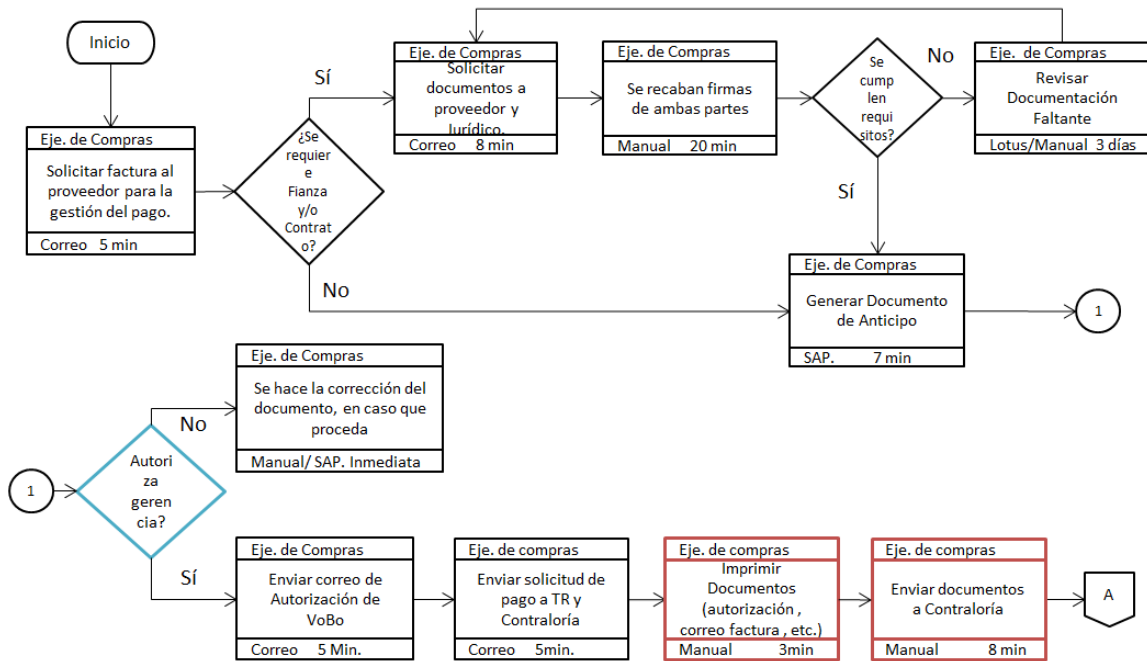 Inicio
Eje. de Compras
Solicitar factura al
proveedor para la
gestión del pago.
Correo 5 min
¿Se
requier
e
Fianza
y/o
Contrat
o?
Sí
No
Eje. de Compras
Solicitar
documentos a
proveedor y
Jurídico.
Correo 8 min
Eje. de Compras
Se recaban firmas
de ambas partes
Manual 20 min
Se
cump
len
requi
sitos?
No
Sí
Eje. de Compras
Revisar
Documentación
Faltante
Lotus/Manual 3 días
Eje. de Compras
Generar Documento
de Anticipo
SAP. 7 min
1
1
Autori
za
geren
cia?
No
Sí
Eje. de Compras
Se hace la corrección del
documento, en caso que
proceda
Manual/ SAP. Inmediata
Eje. de Compras
Enviar correo de
Autorización de
VoBo
Correo 5 Min.
Eje. de Compras
Enviar solicitud de
pago a TR y
Contraloría
Correo 5min.
Eje. de compras
Imprimir
Documentos
(autorización ,
correo factura , etc.)
Manual 3min
Eje. de compras
Enviar documentos
a Contraloría
Manual 8 min
A